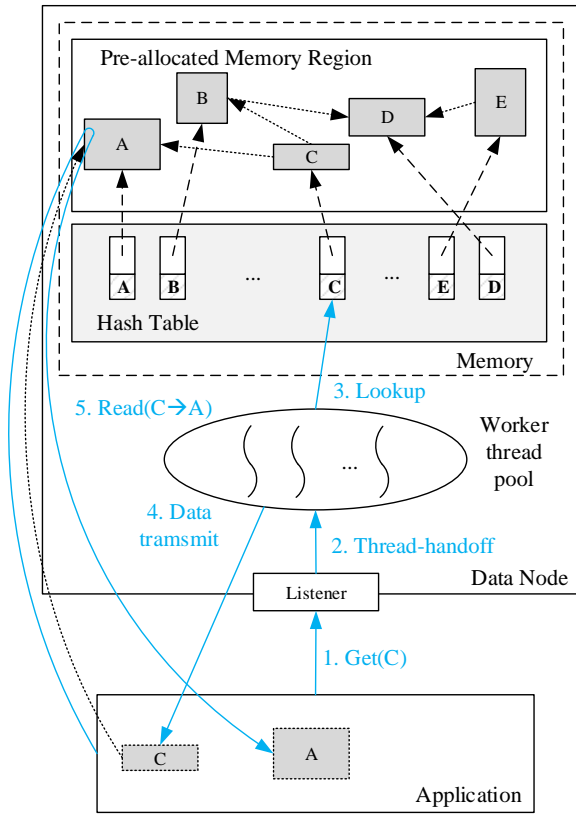 Pre-allocated Memory Region
B
E
D
A
C
...
...
A
B
C
E
D
Hash Table
Memory
3. Lookup
5. Read(C→A)
Worker
thread
pool
...
4. Data
tramsmit
2. Thread-handoff
Data Node
Listener
1. Get(C)
C
A
Application